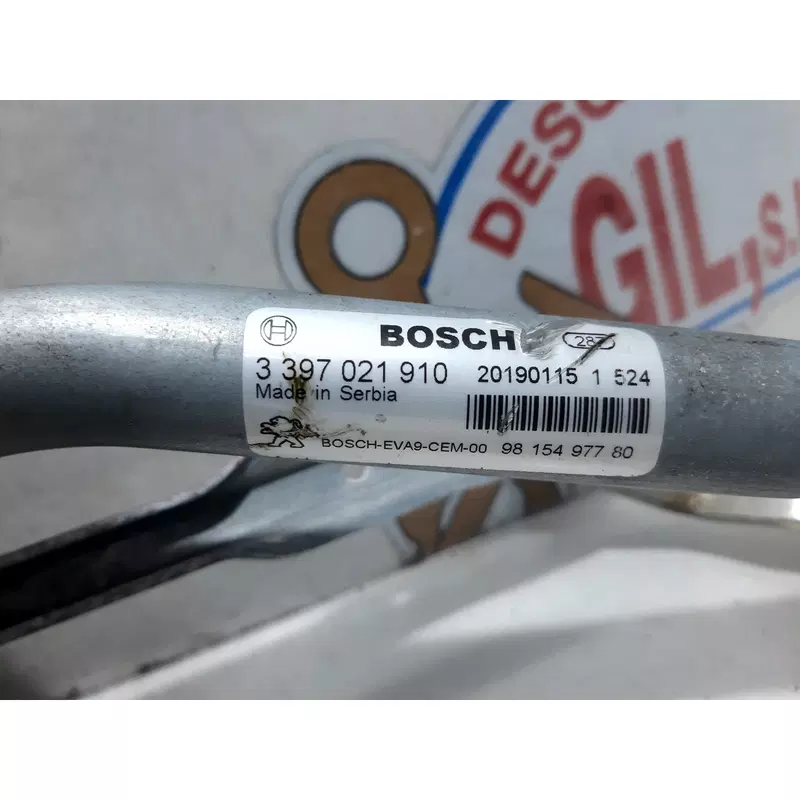 DESG
GIL, S.
BOSCH
3 397 021 910 20190115 1 524
Made in Serbia
BOSCH-EVA9-CEM-00 98 154 977 80